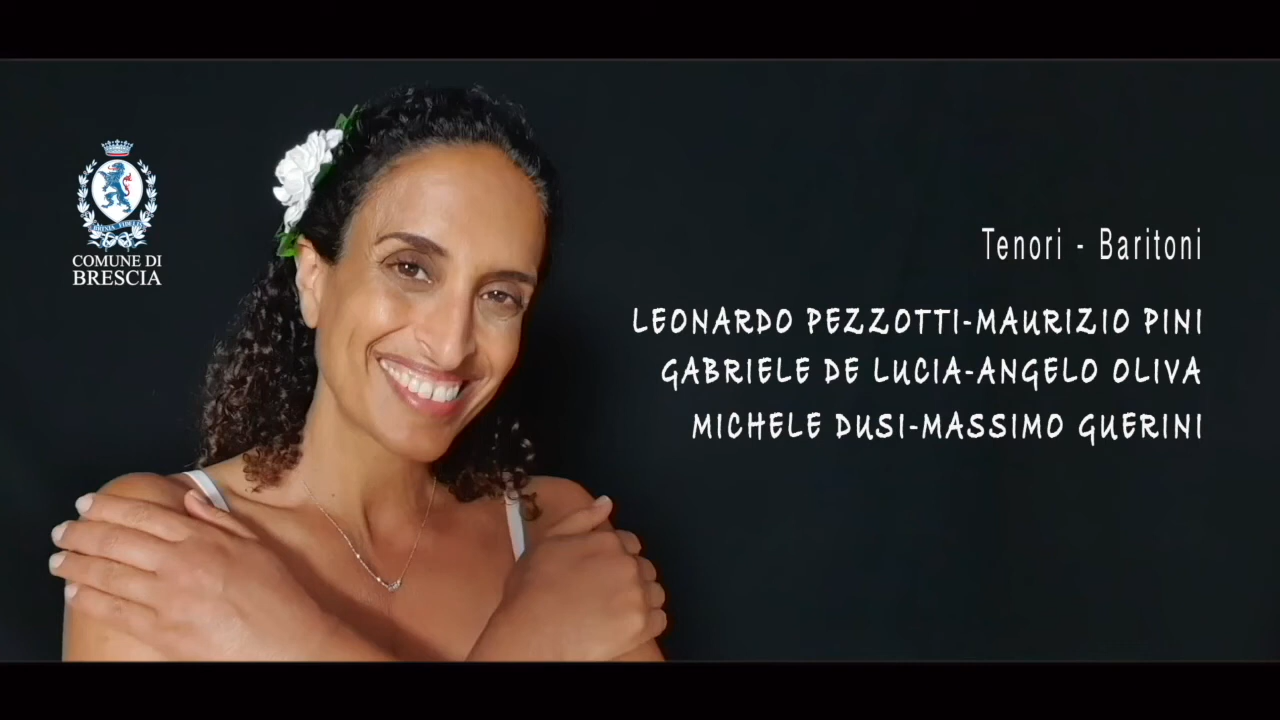 COMUNE DI
BRESCIA
Tenori - Baritoni
LEONARDO PEZZOTTI-MAURIZIO PINI
GABRIELE DE LUCIA-ANGELO OLIVA
MICHELE DUSI-MASSIMO GUERINI